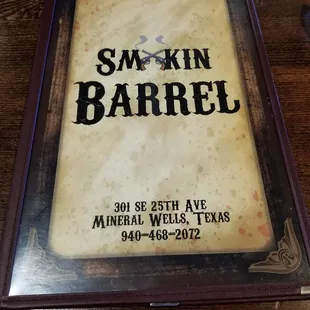 SMOKIN
BARREL
301 SE 25TH AVE
MINERAL WELLS, TEXAS
940-468-2072